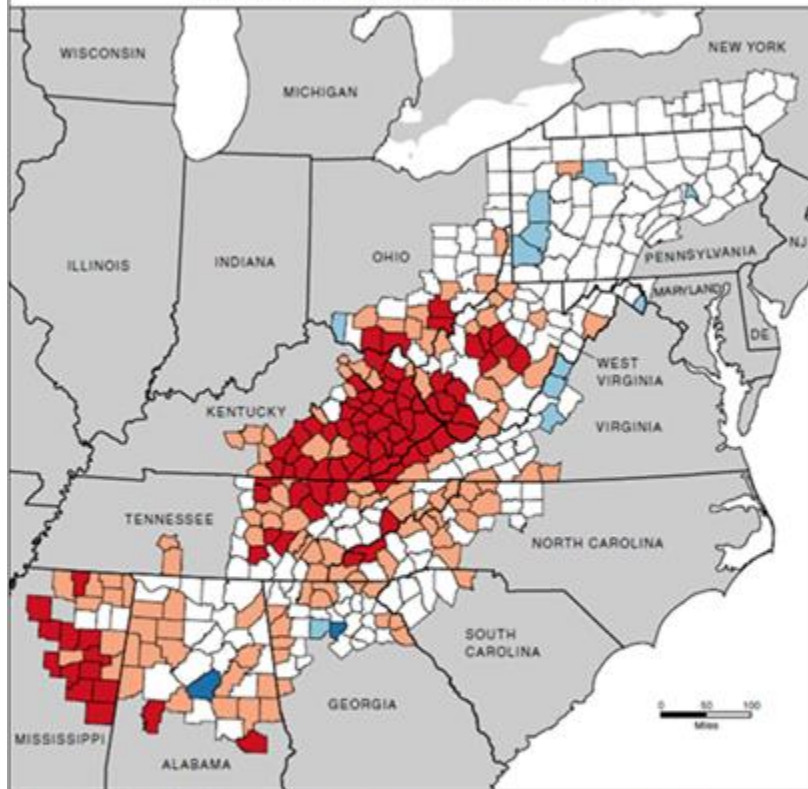 WISCONSIN
NEW YORK
MICHIGAN
ILLINOIS
INDIANA
OHIO
PENNSYLVANIA
NJ
MARYLAND
DE
WEST
VIRGINIA
KENTUCKY
VIRGINIA
TENNESSEE
NORTH CAROLINA
SOUTH
CAROLINA
GEORGIA
MISSISSIPPI
ALABAMA
0 50 100
Miles